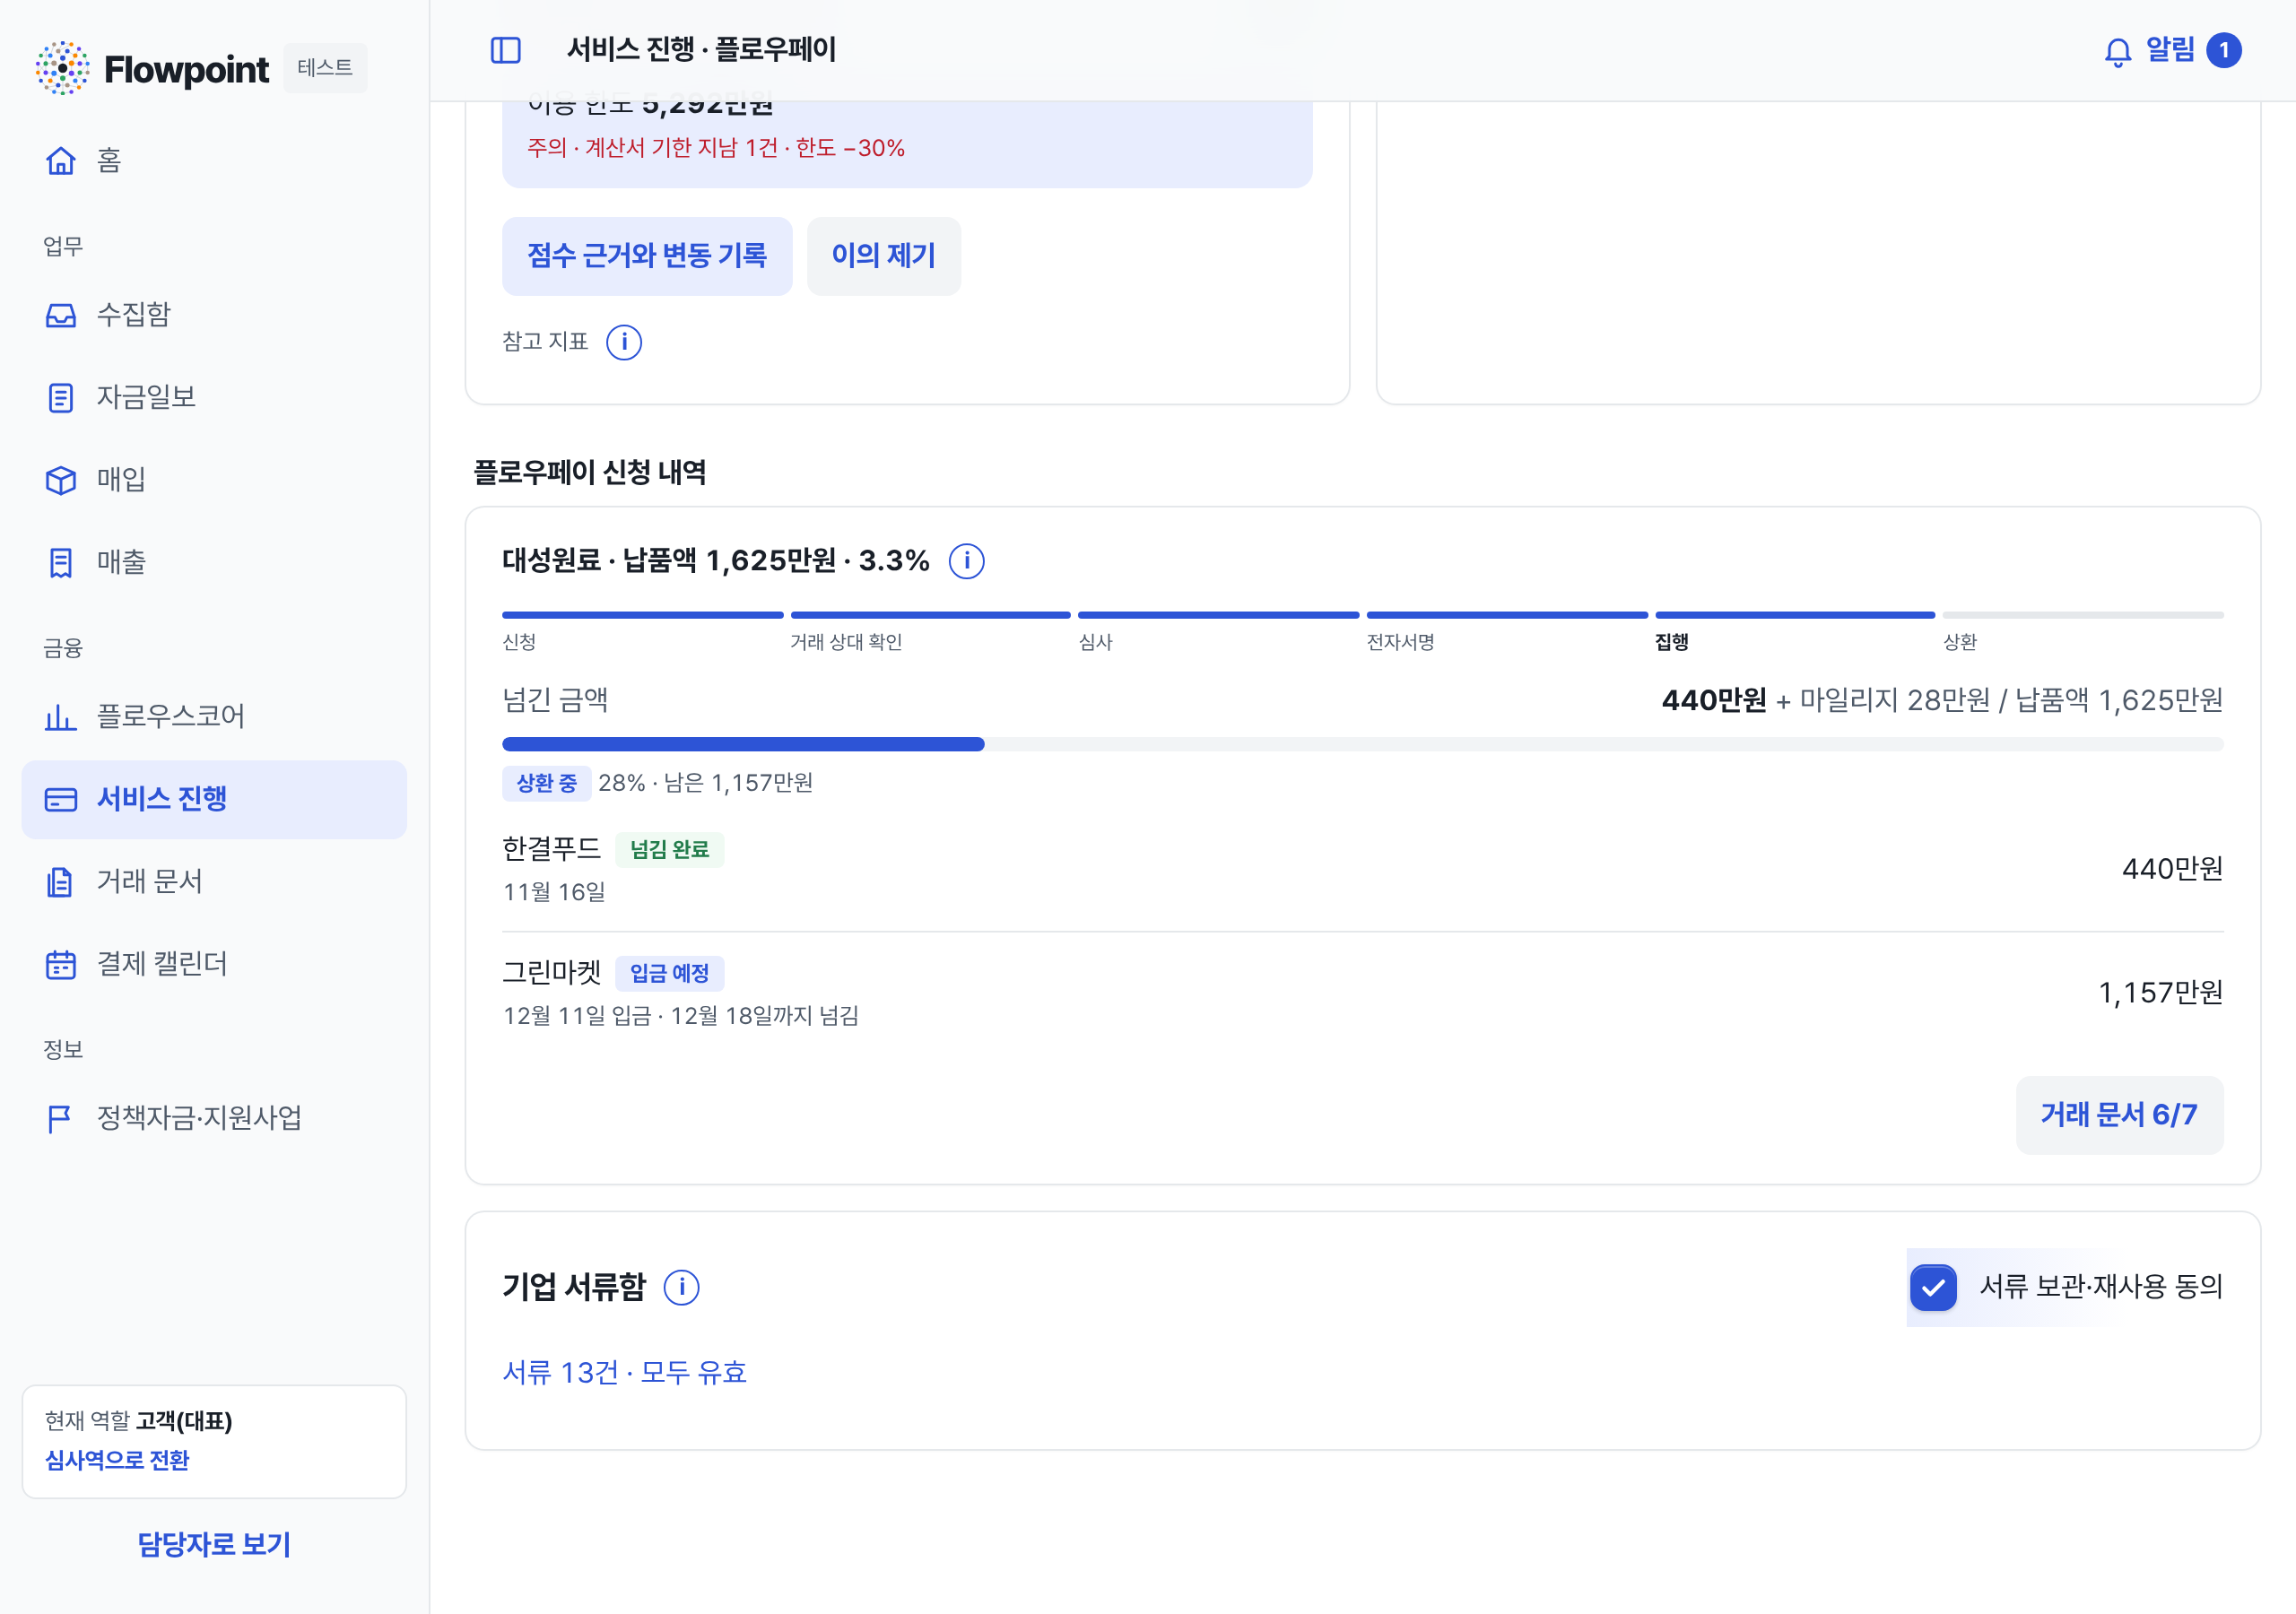 Flowpoint 테스트
홈
업무
수집함
자금일보
매입
매출
금융
플로우스코어
서비스 진행
거래 문서
결제 캘린더
정보
정책자금·지원사업
현재 역할 고객(대표)
심사역으로 전환
담당자로 보기
서비스 진행 · 플로우페이
알림 1
이용 한도 5,292만원
주의 · 계산서 기한 지남 1건 · 한도 −30%
점수 근거와 변동 기록 이의 제기
참고 지표 i
플로우페이 신청 내역
대성원료 · 납품액 1,625만원 · 3.3% i
신청 거래 상대 확인 심사 전자서명 집행 상환
넘긴 금액 440만원 + 마일리지 28만원 / 납품액 1,625만원
상환 중 28% · 남은 1,157만원
한결푸드 넘김 완료 440만원
11월 16일
그린마켓 입금 예정 1,157만원
12월 11일 입금 · 12월 18일까지 넘김
거래 문서 6/7
기업 서류함 i 서류 보관·재사용 동의
서류 13건 · 모두 유효